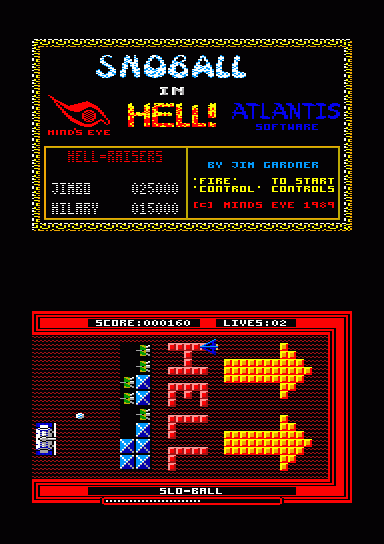 SNOBALL
IN
HELL!
MIND'S EYE
ATLANTIS
SOFTWARE
HELL-RAISERS
JIMBO 025000
HILARY 015000
BY JIM GARDNER
'FIRE' TO START
'CONTROL' CONTROLS
(c) MINDS EYE 1989
SCORE:000160 LIVES:02
HELL
SLO-BALL